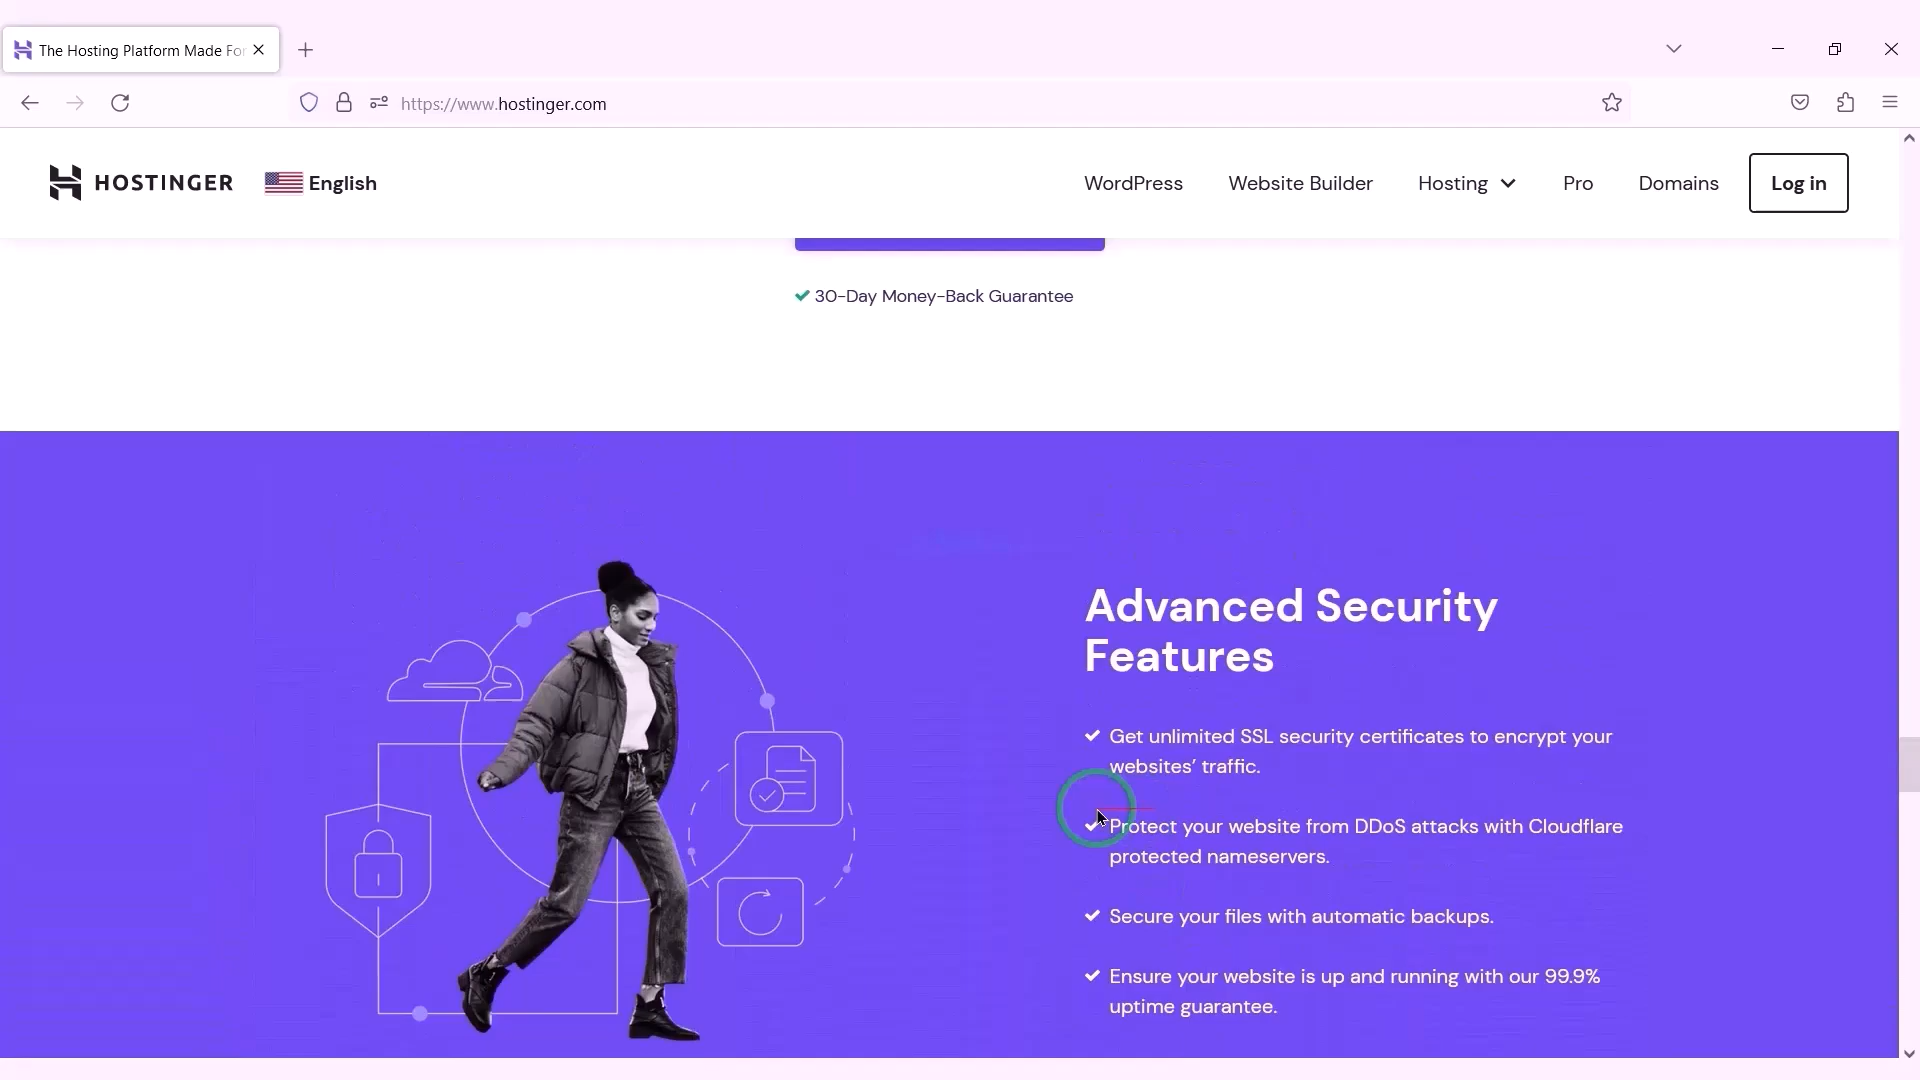 The Hosting Platform Made For
https://www.hostinger.com
HOSTINGER
English
WordPress
Website Builder
Hosting
Pro
Domains
Log in
30-Day Money-Back Guarantee
Advanced Security
Features
Get unlimited SSL security certificates to encrypt your
websites’ traffic.
Protect your website from DDoS attacks with Cloudflare
protected nameservers.
Secure your files with automatic backups.
Ensure your website is up and running with our 99.9%
uptime guarantee.